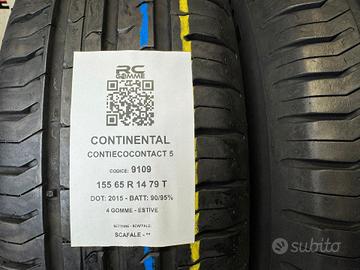 RC
GOMME
CONTINENTAL
CONTIECOCONTACT 5
CODICE: 9109
155 65 R 14 79 T
DOT: 2015 - BATT: 90/95%
4 GOMME - ESTIVE
SCAFALE - **
subito